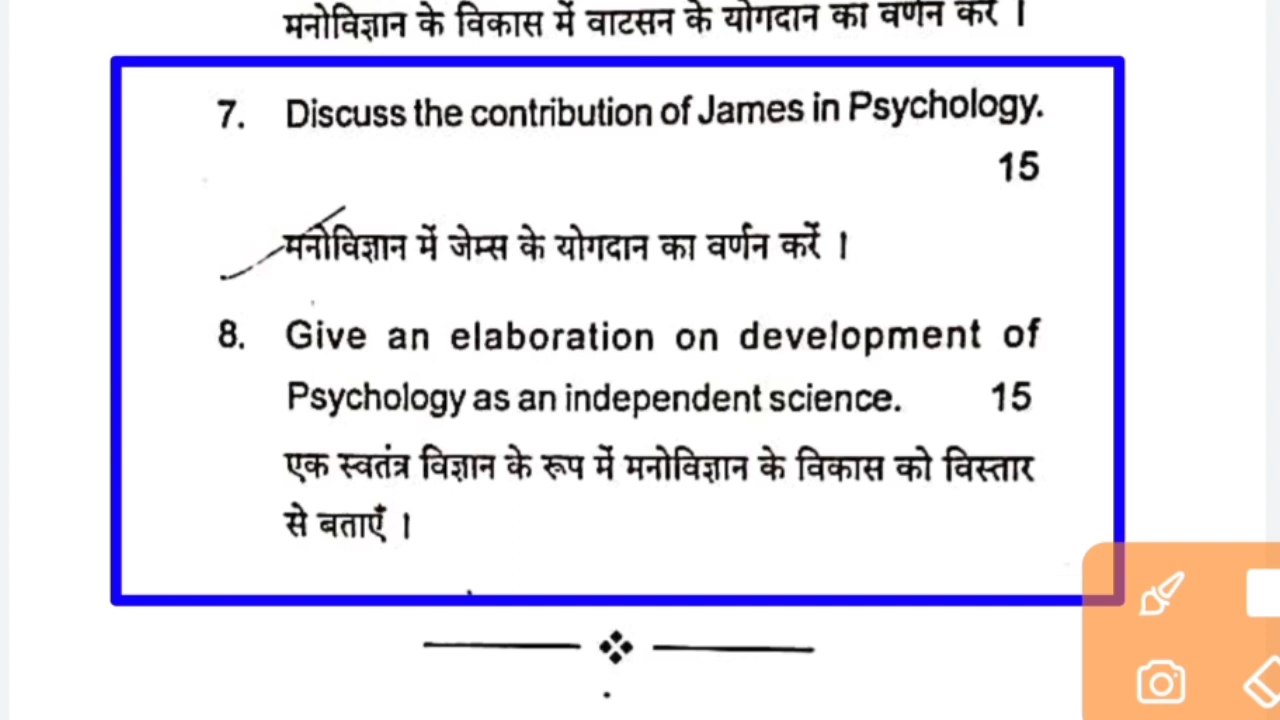 मनोविज्ञान के विकास में वाटसन के योगदान का वर्णन करें ।
7. Discuss the contribution of James in Psychology.
15
मनोविज्ञान में जेम्स के योगदान का वर्णन करें ।
8. Give an elaboration on development of
Psychology as an independent science. 15
एक स्वतंत्र विज्ञान के रूप में मनोविज्ञान के विकास को विस्तार
से बताएँ ।